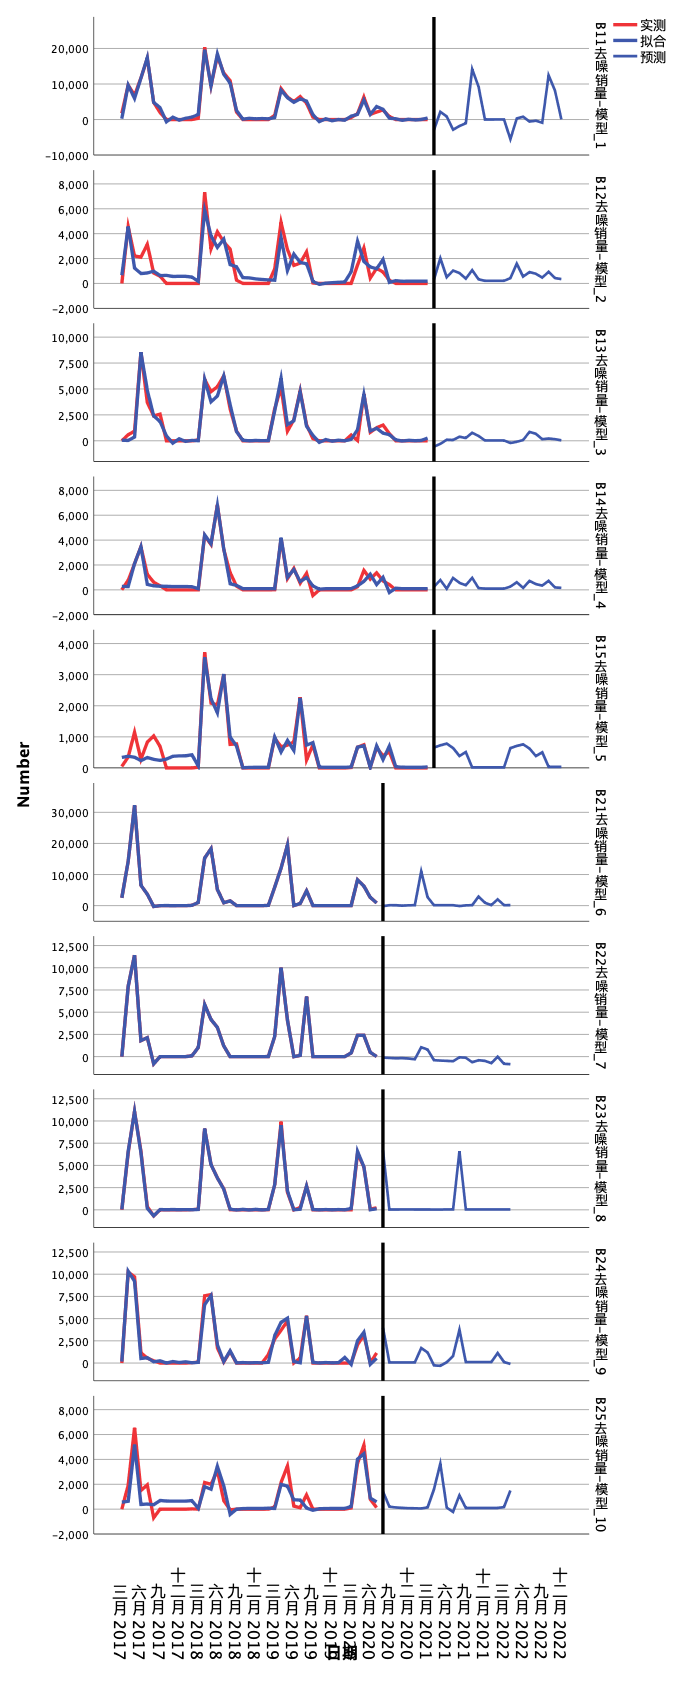 实测
拟合
预测
Number
20,000
10,000
0
-10,000
B11去噪销量-模型_1
8,000
6,000
4,000
2,000
0
-2,000
B12去噪销量-模型_2
10,000
7,500
5,000
2,500
0
B13去噪销量-模型_3
8,000
6,000
4,000
2,000
0
-2,000
B14去噪销量-模型_4
4,000
3,000
2,000
1,000
0
B15去噪销量-模型_5
30,000
20,000
10,000
0
B21去噪销量-模型_6
12,500
10,000
7,500
5,000
2,500
0
B22去噪销量-模型_7
12,500
10,000
7,500
5,000
2,500
0
B23去噪销量-模型_8
12,500
10,000
7,500
5,000
2,500
0
B24去噪销量-模型_9
8,000
6,000
4,000
2,000
0
-2,000
B25去噪销量-模型_10
三月 2017
六月 2017
九月 2017
十二月 2017
三月 2018
六月 2018
九月 2018
十二月 2018
三月 2019
六月 2019
九月 2019
十二月 2019
三月 2020
六月 2020
九月 2020
十二月 2020
三月 2021
六月 2021
九月 2021
十二月 2021
三月 2022
六月 2022
九月 2022
十二月 2022
日期